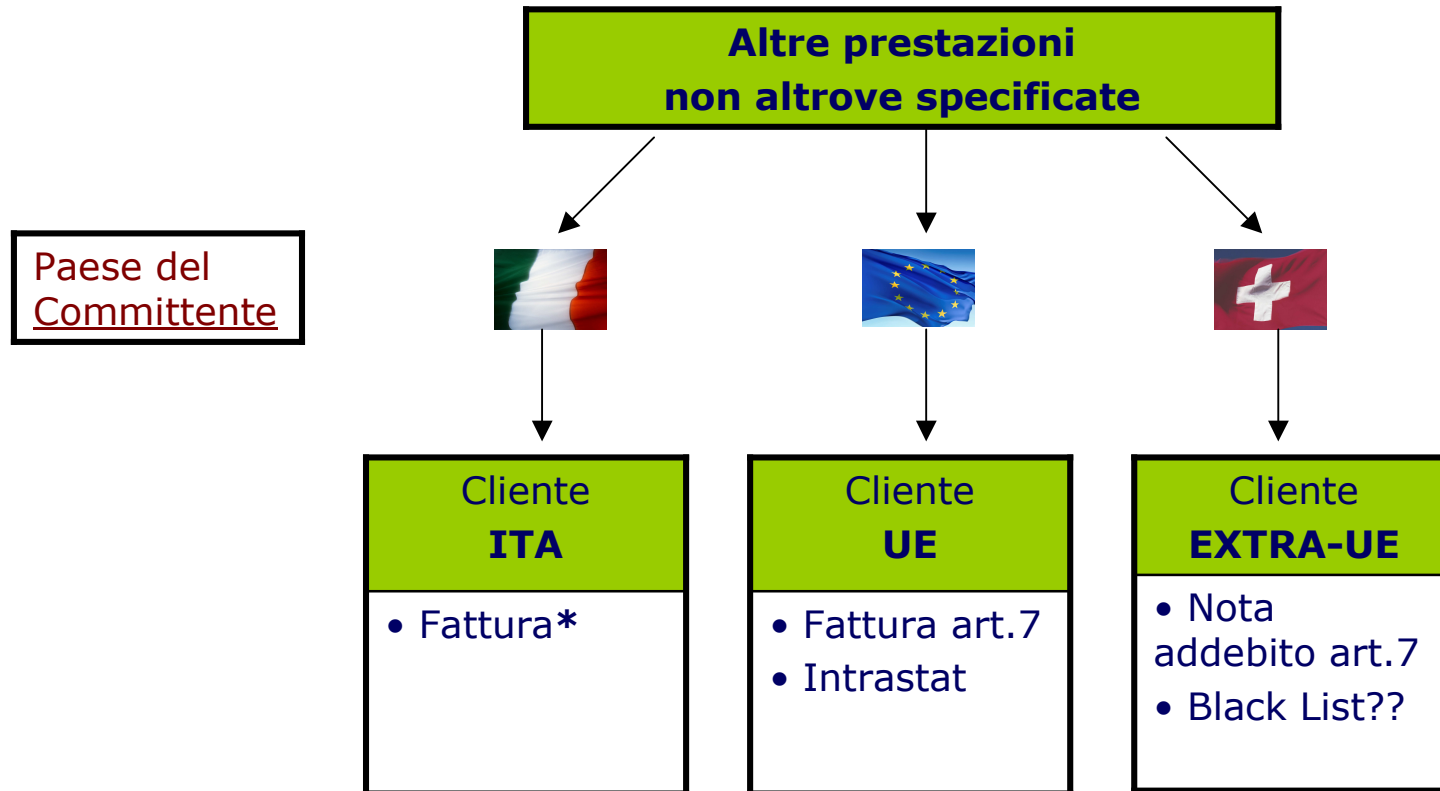 Altre prestazioni
non altrove specificate
Paese del
Committente
Cliente
ITA
• Fattura*
Cliente
UE
• Fattura art.7
• Intrastat
Cliente
EXTRA-UE
• Nota
addebito art.7
• Black List??